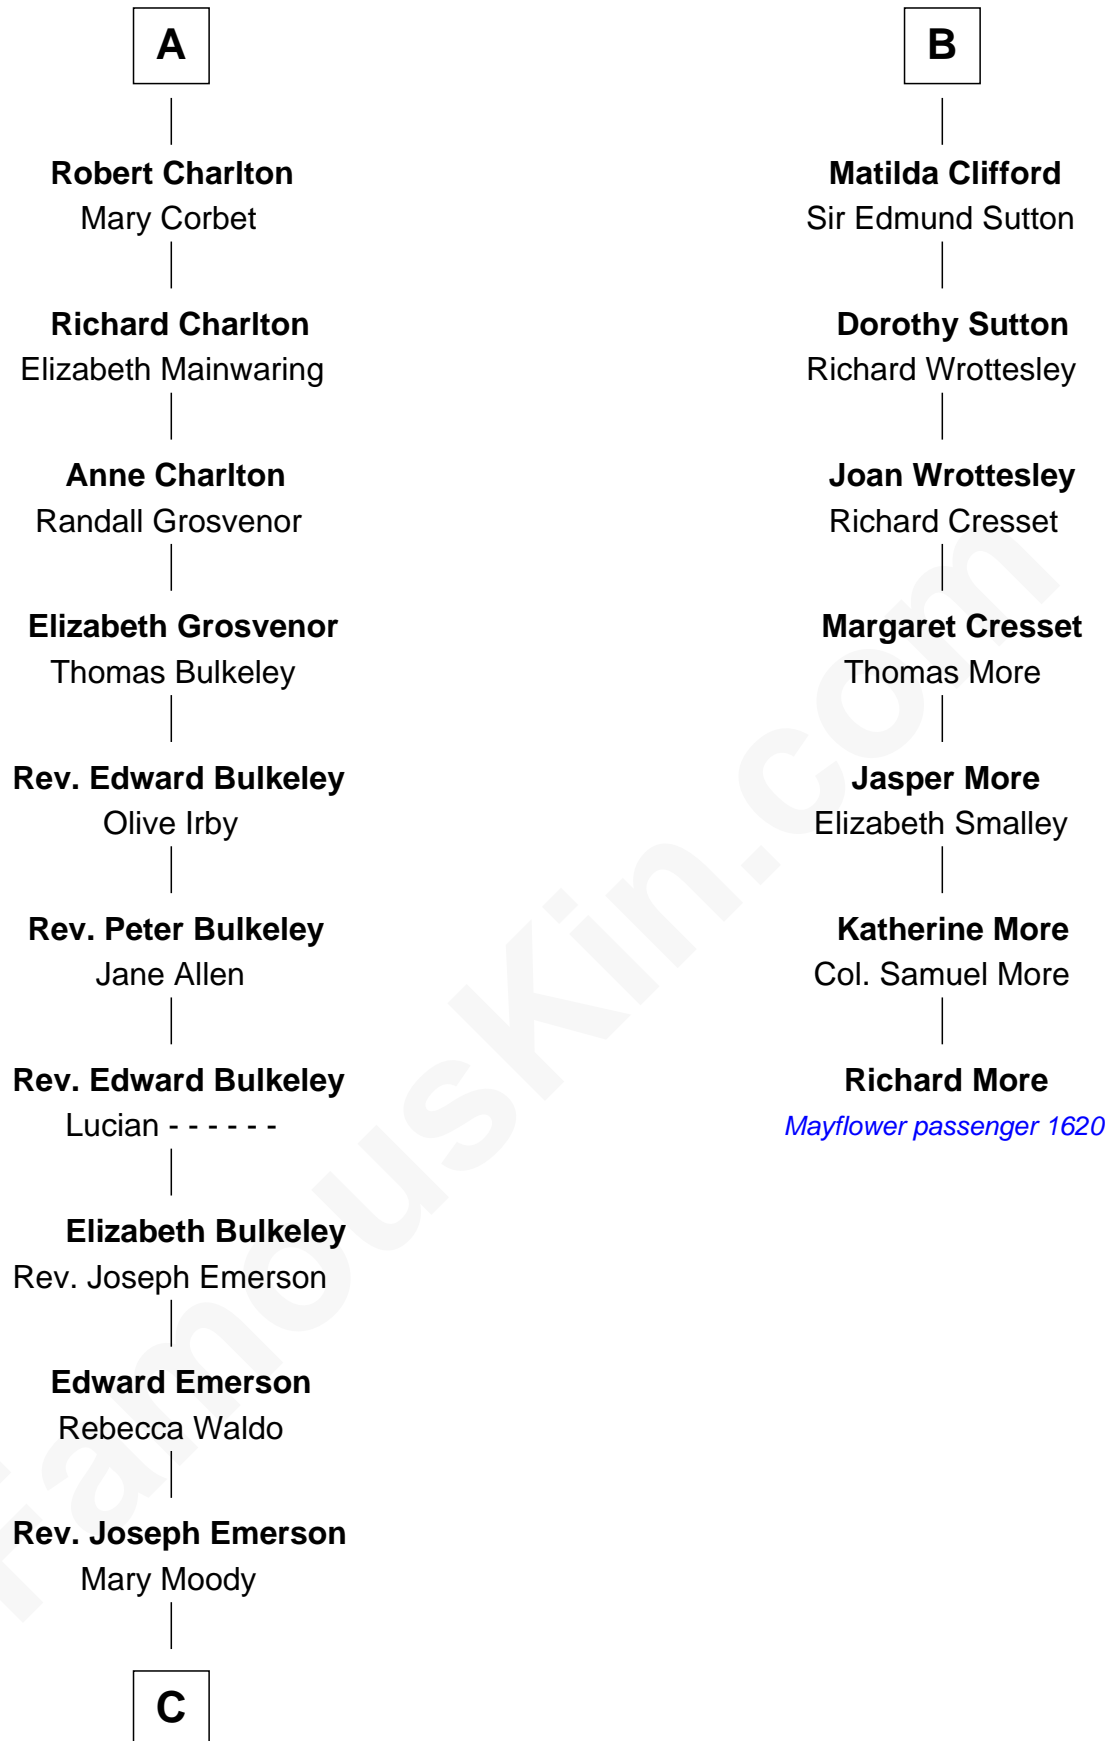 A
Robert Charlton
Mary Corbet
Richard Charlton
Elizabeth Mainwaring
Anne Charlton
Randall Grosvenor
Elizabeth Grosvenor
Thomas Bulkeley
Rev. Edward Bulkeley
Olive Irby
Rev. Peter Bulkeley
Jane Allen
Rev. Edward Bulkeley
Lucian - - - - - -
Elizabeth Bulkeley
Rev. Joseph Emerson
Edward Emerson
Rebecca Waldo
Rev. Joseph Emerson
Mary Moody
C
B
Matilda Clifford
Sir Edmund Sutton
Dorothy Sutton
Richard Wrottesley
Joan Wrottesley
Richard Cresset
Margaret Cresset
Thomas More
Jasper More
Elizabeth Smalley
Katherine More
Col. Samuel More
Richard More
Mayflower passenger 1620
FamousKin.com